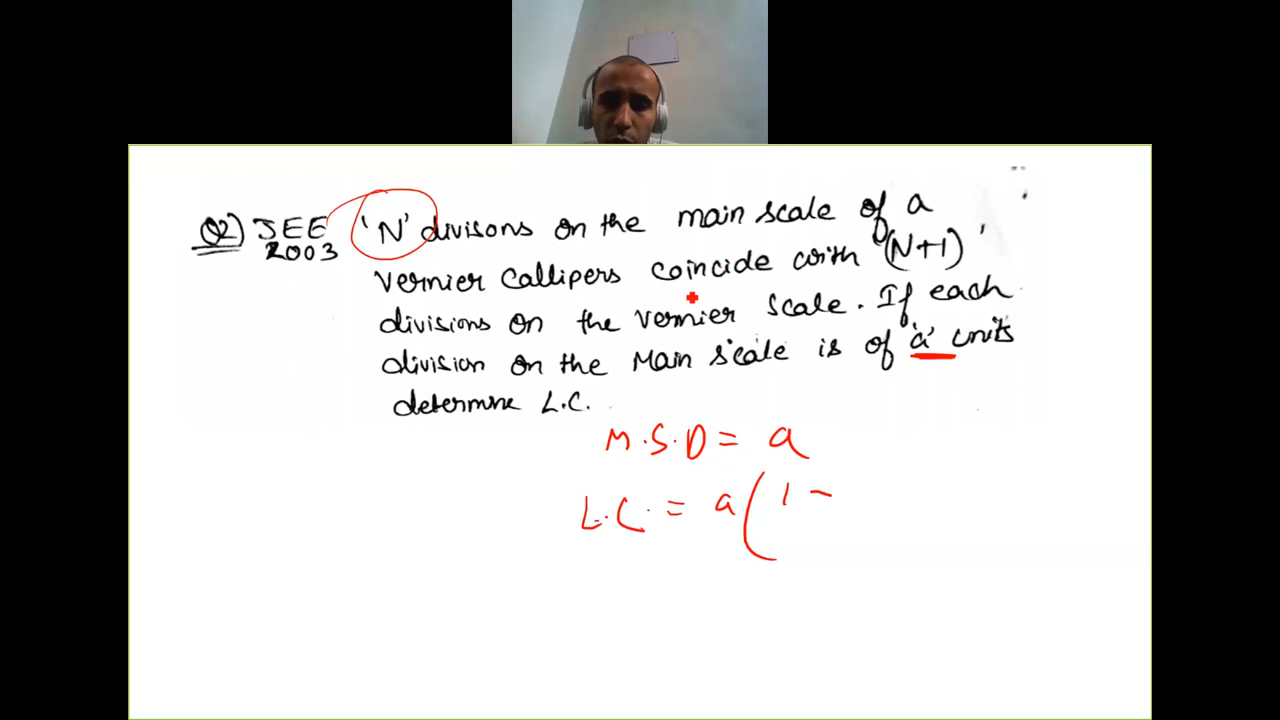 Q2) JEE 'N' divisons on the main scale of a
2003
Vernier Callipers coincide with '(N+1)'
divisions on the vernier scale. If each
division on the Main scale is of 'a' units
determine L.C.
M.S.D = a
L.C. = a ( 1 -